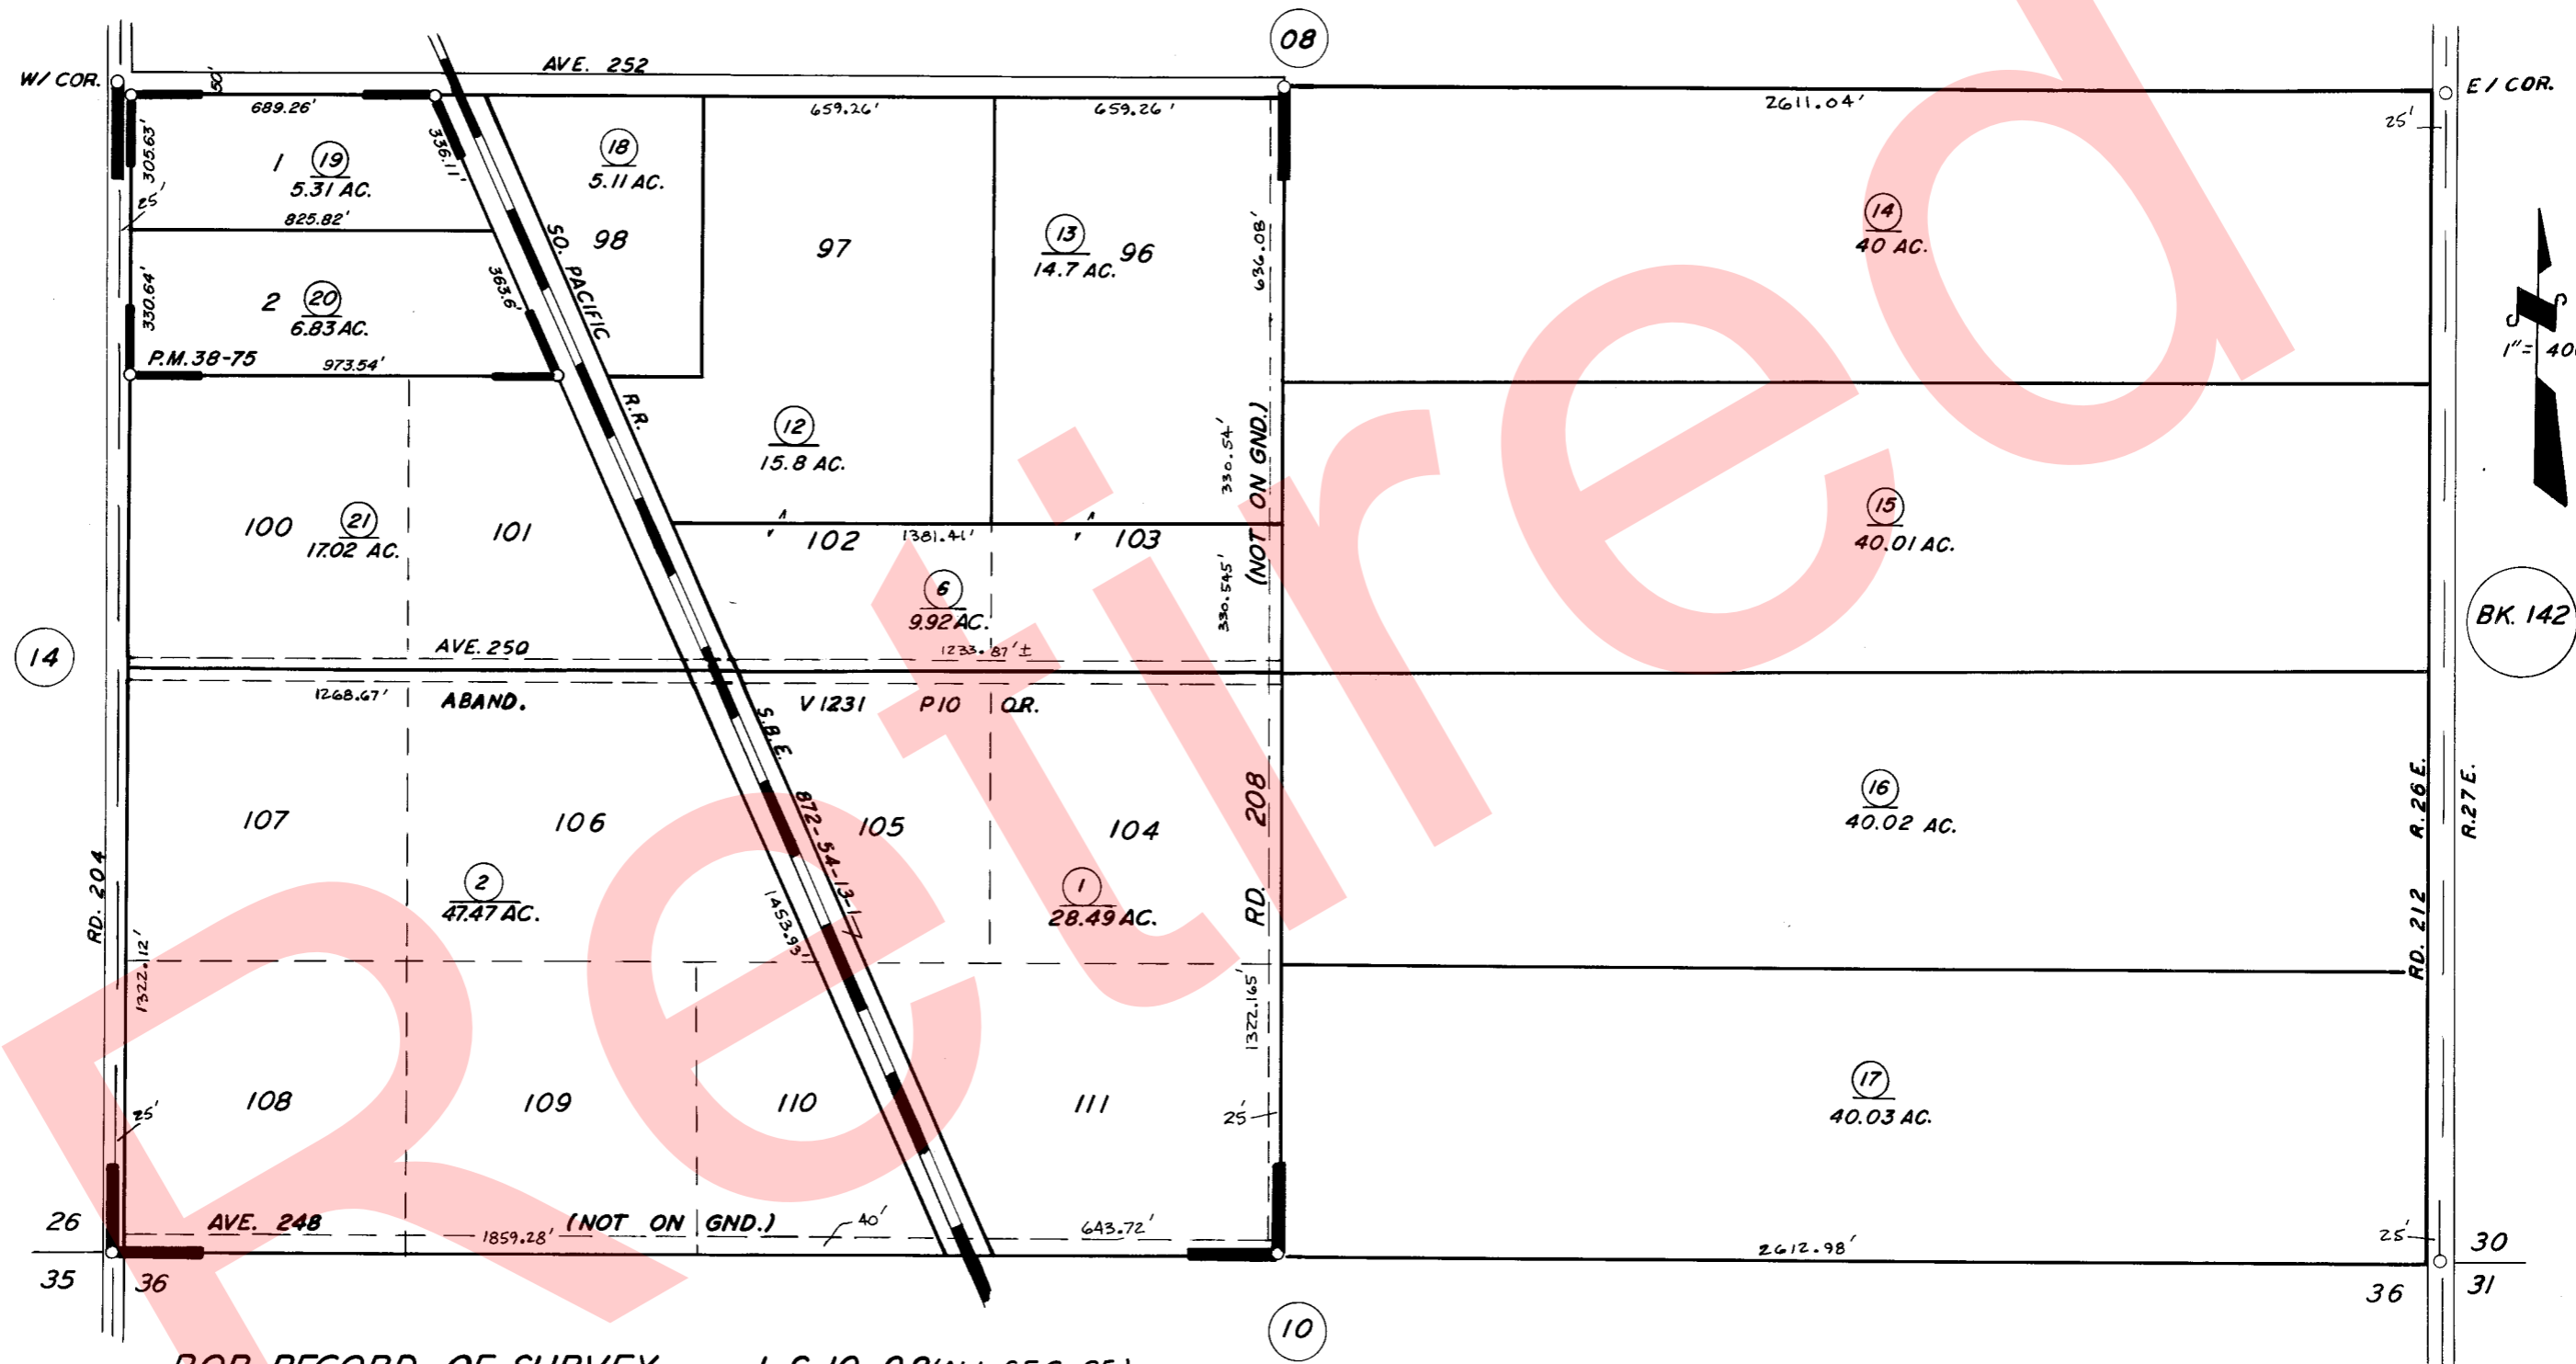 08
W/ COR.
AVE. 252
E / COR.
50'
689.26'
659.26'
659.26'
2611.04'
25'
305.63'
1 19
5.31 AC.
336.11'
18
5.11 AC.
98
25'
825.82'
SO. PACIFIC R.R.
97
13
14.7 AC.
96
636.08'
14
40 AC.
330.64'
2 20
6.83 AC.
363.6'
P.M. 38-75
973.54'
12
15.8 AC.
330.54'
(NOT ON GND.)
100
21
17.02 AC.
101
102
1381.41'
103
15
40.01 AC.
6
9.92 AC.
330.545'
BK. 142
14
AVE. 250
1233.87' ±
1268.67'
ABAND.
V 1231 P10 O.R.
S.B.E. 872-54-13-17
107
106
105
104
RD. 208
16
40.02 AC.
R. 26 E.
R. 27 E.
RD. 204
2
47.47 AC.
1453.93'
1
28.49 AC.
RD. 212
1322.12'
1322.165'
108
109
110
111
25'
25'
17
40.03 AC.
26
AVE. 248
(NOT ON GND.)
1859.28'
40'
643.72'
2612.98'
25'
30
35
36
36
31
10
POR. RECORD OF SURVEY
Retired